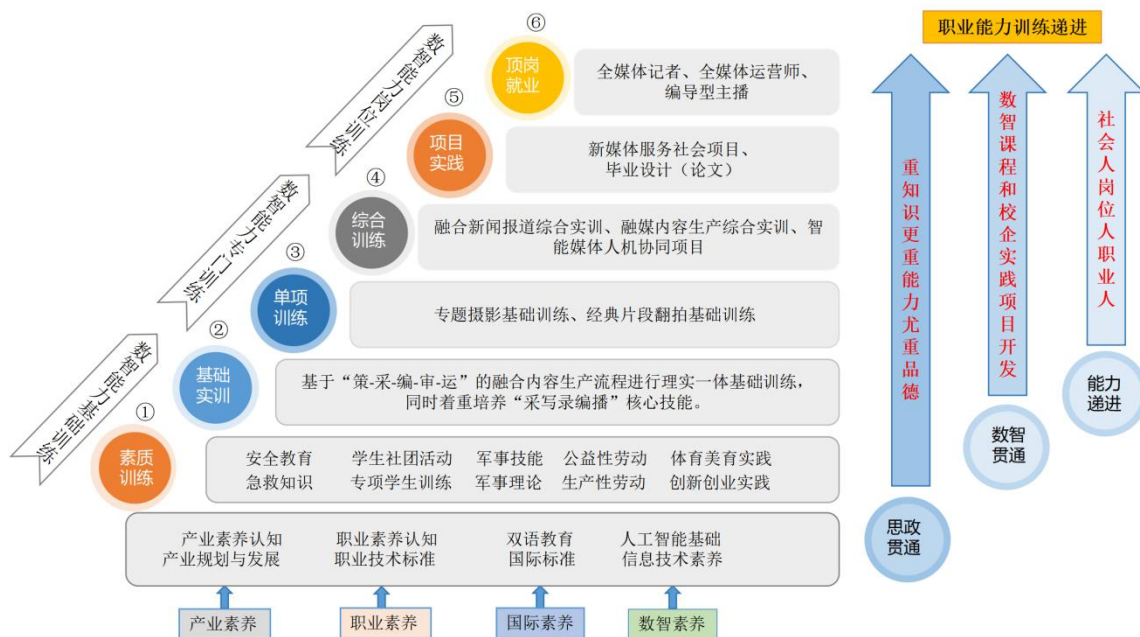 职业能力训练递进
数智能力岗位训练
数智能力专门训练
数智能力基础训练
⑥
顶岗
就业
全媒体记者、全媒体运营师、
编导型主播
⑤
项目
实践
新媒体服务社会项目、
毕业设计（论文）
④
综合
训练
融合新闻报道综合实训、融媒内容生产综合实训、智
能媒体人机协同项目
③
单项
训练
专题摄影基础训练、经典片段翻拍基础训练
②
基础
实训
基于“策-采-编-审-运”的融合内容生产流程进行理实一体基础训练，
同时着重培养“采写录编播”核心技能。
①
素质
训练
安全教育 学生社团活动 军事技能 公益性劳动 体育美育实践
急救知识 专项学生训练 军事理论 生产性劳动 创新创业实践
产业素养认知 职业素养认知 双语教育 人工智能基础
产业规划与发展 职业技术标准 国际标准 信息技术素养
产业素养 职业素养 国际素养 数智素养
重知识更重能力尤重品德
思政
贯通
数智课程和校企实践项目开发
数智
贯通
社会人岗位人职业人
能力
递进